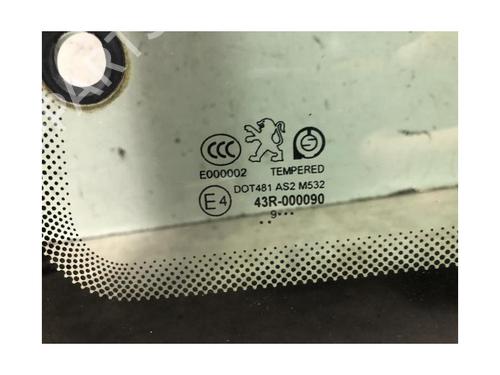 CCC
E000002 TEMPERED
DOT481 AS2 M532
E4 43R-000090
..9...